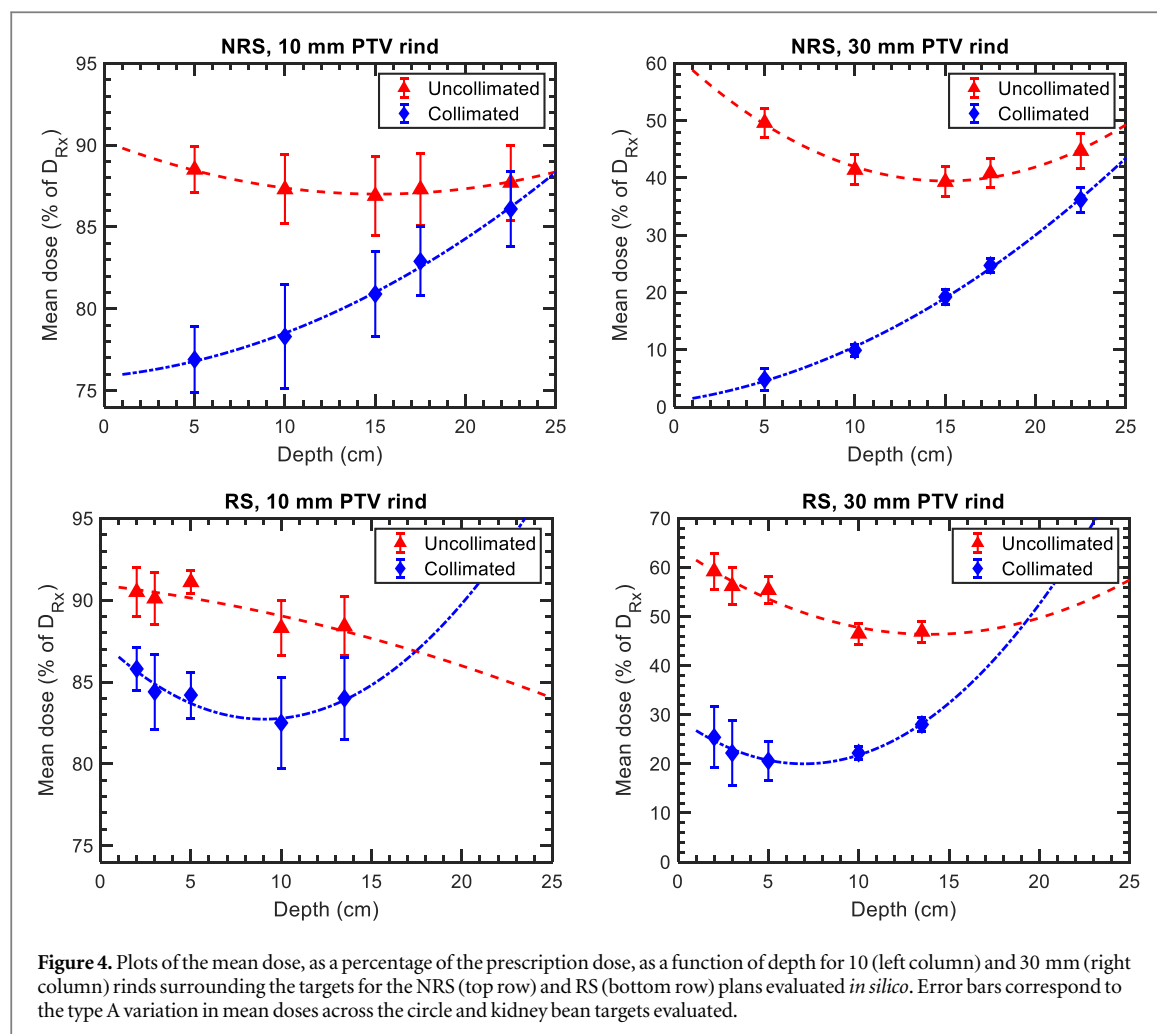 NRS, 10 mm PTV rind
95
90
85
80
75
Mean dose (% of D_Rx)
Uncollimated
Collimated
0 5 10 15 20 25
Depth (cm)
NRS, 30 mm PTV rind
60
50
40
30
20
10
0
Mean dose (% of D_Rx)
Uncollimated
Collimated
0 5 10 15 20 25
Depth (cm)
RS, 10 mm PTV rind
95
90
85
80
75
Mean dose (% of D_Rx)
Uncollimated
Collimated
0 5 10 15 20 25
Depth (cm)
RS, 30 mm PTV rind
70
60
50
40
30
20
10
0
Mean dose (% of D_Rx)
Uncollimated
Collimated
0 5 10 15 20 25
Depth (cm)
Figure 4. Plots of the mean dose, as a percentage of the prescription dose, as a function of depth for 10 (left column) and 30 mm (right
column) rinds surrounding the targets for the NRS (top row) and RS (bottom row) plans evaluated in silico. Error bars correspond to
the type A variation in mean doses across the circle and kidney bean targets evaluated.